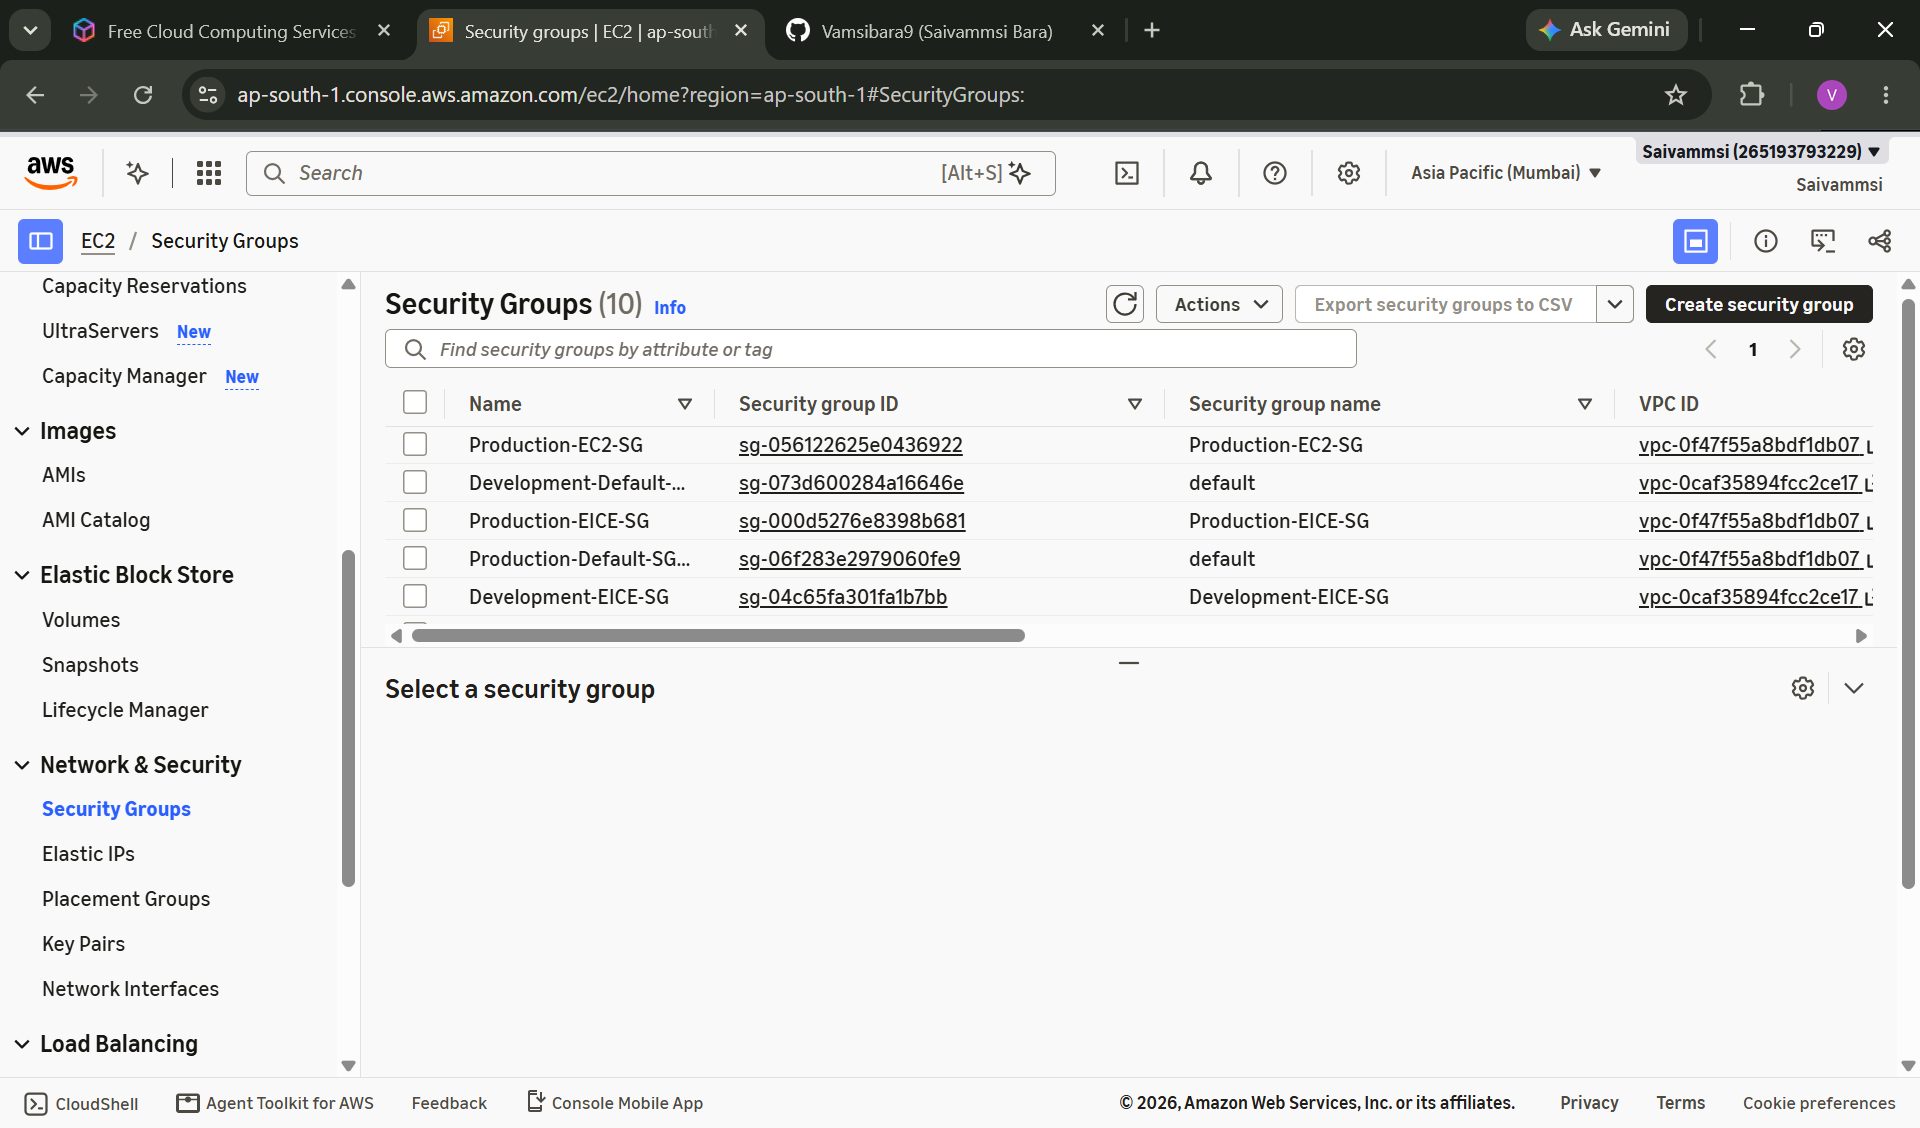 Free Cloud Computing Services
Security groups | EC2 | ap-sout
Vamsibara9 (Saivammsi Bara)
Ask Gemini
ap-south-1.console.aws.amazon.com/ec2/home?region=ap-south-1#SecurityGroups:
V
aws
Search
[Alt+S]
Asia Pacific (Mumbai)
Saivammsi (265193793229)
Saivammsi
EC2 / Security Groups
Capacity Reservations
UltraServers New
Capacity Manager New
Images
AMIs
AMI Catalog
Elastic Block Store
Volumes
Snapshots
Lifecycle Manager
Network & Security
Security Groups
Elastic IPs
Placement Groups
Key Pairs
Network Interfaces
Load Balancing
Security Groups (10) Info
Actions
Export security groups to CSV
Create security group
Find security groups by attribute or tag
1
Name Security group ID Security group name VPC ID
Production-EC2-SG sg-056122625e0436922 Production-EC2-SG vpc-0f47f55a8bdf1db07
Development-Default-... sg-073d600284a16646e default vpc-0caf35894fcc2ce17
Production-EICE-SG sg-000d5276e8398b681 Production-EICE-SG vpc-0f47f55a8bdf1db07
Production-Default-SG... sg-06f283e2979060fe9 default vpc-0f47f55a8bdf1db07
Development-EICE-SG sg-04c65fa301fa1b7bb Development-EICE-SG vpc-0caf35894fcc2ce17
Select a security group
CloudShell
Agent Toolkit for AWS
Feedback
Console Mobile App
© 2026, Amazon Web Services, Inc. or its affiliates.
Privacy
Terms
Cookie preferences